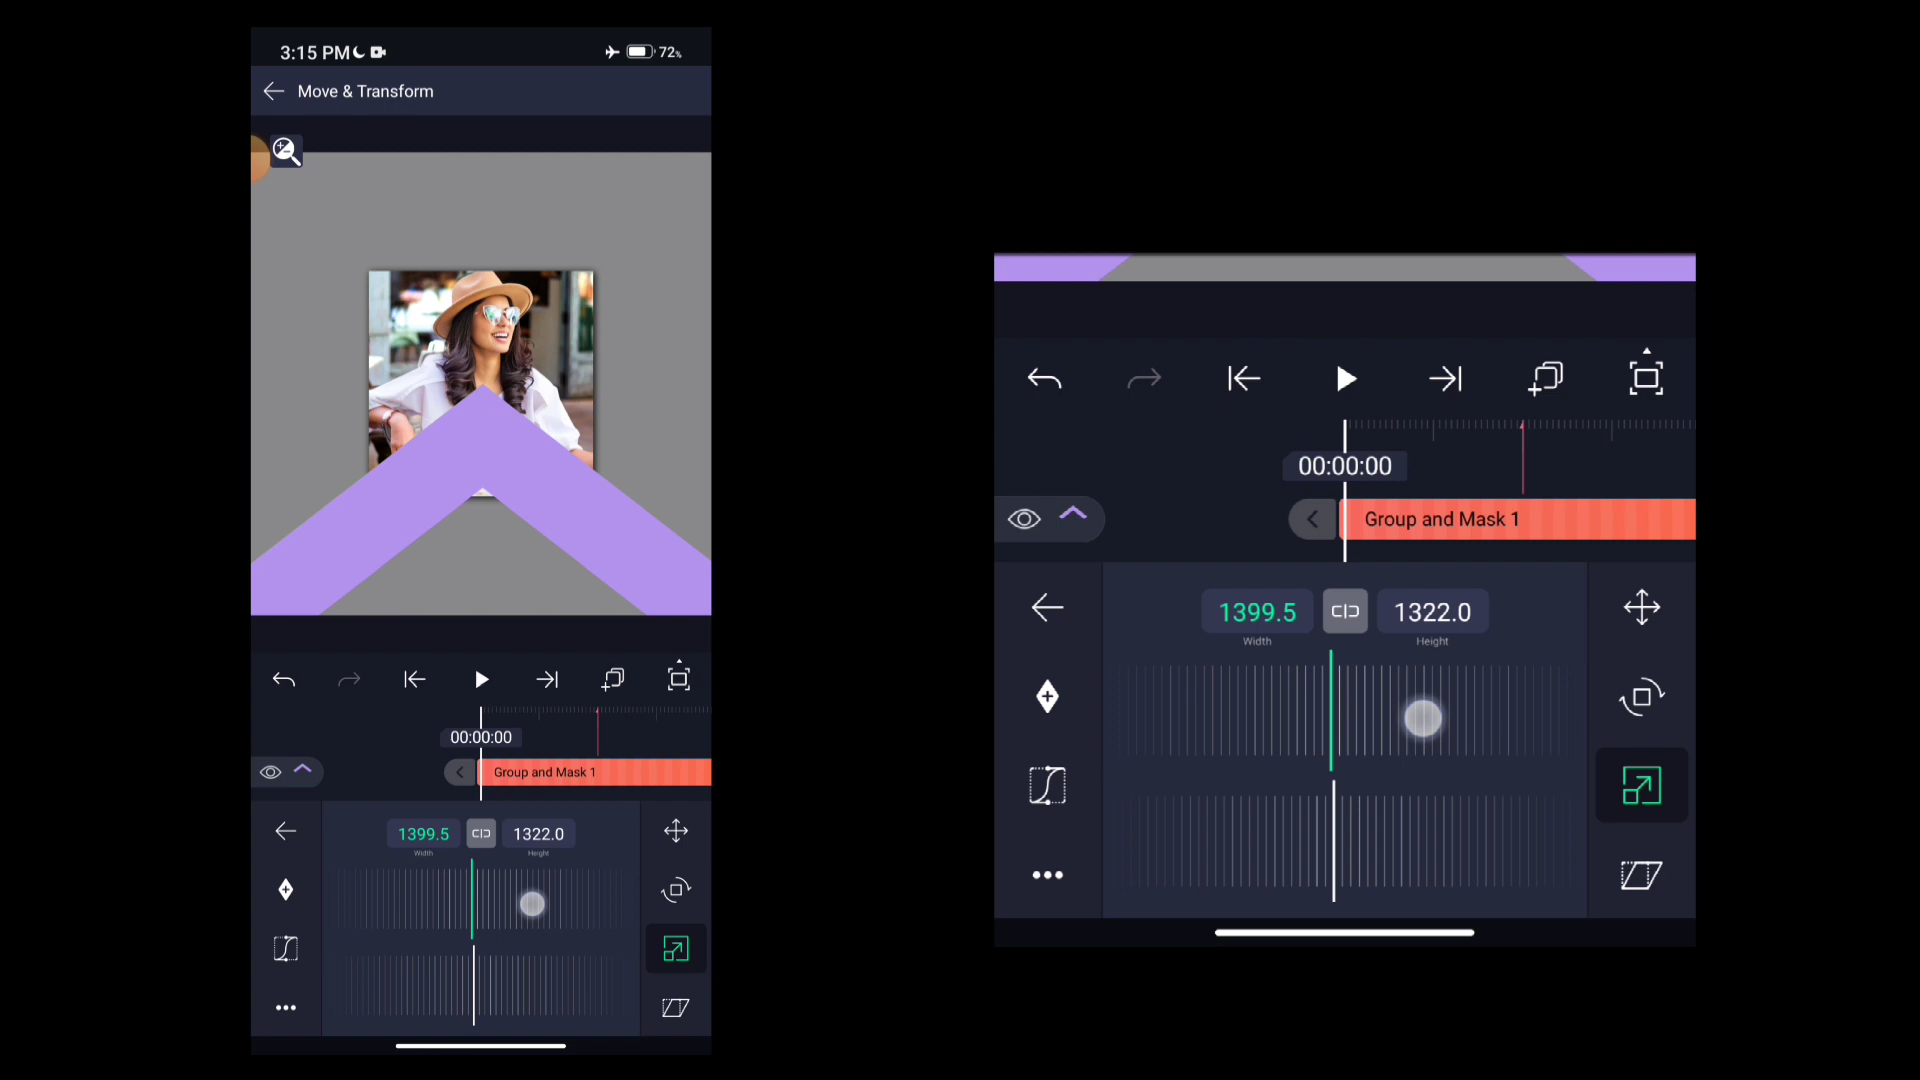 3:15 PM
72%
Move & Transform
00:00:00
Group and Mask 1
1399.5
1322.0
Width
Height
00:00:00
Group and Mask 1
1399.5
1322.0
Width
Height